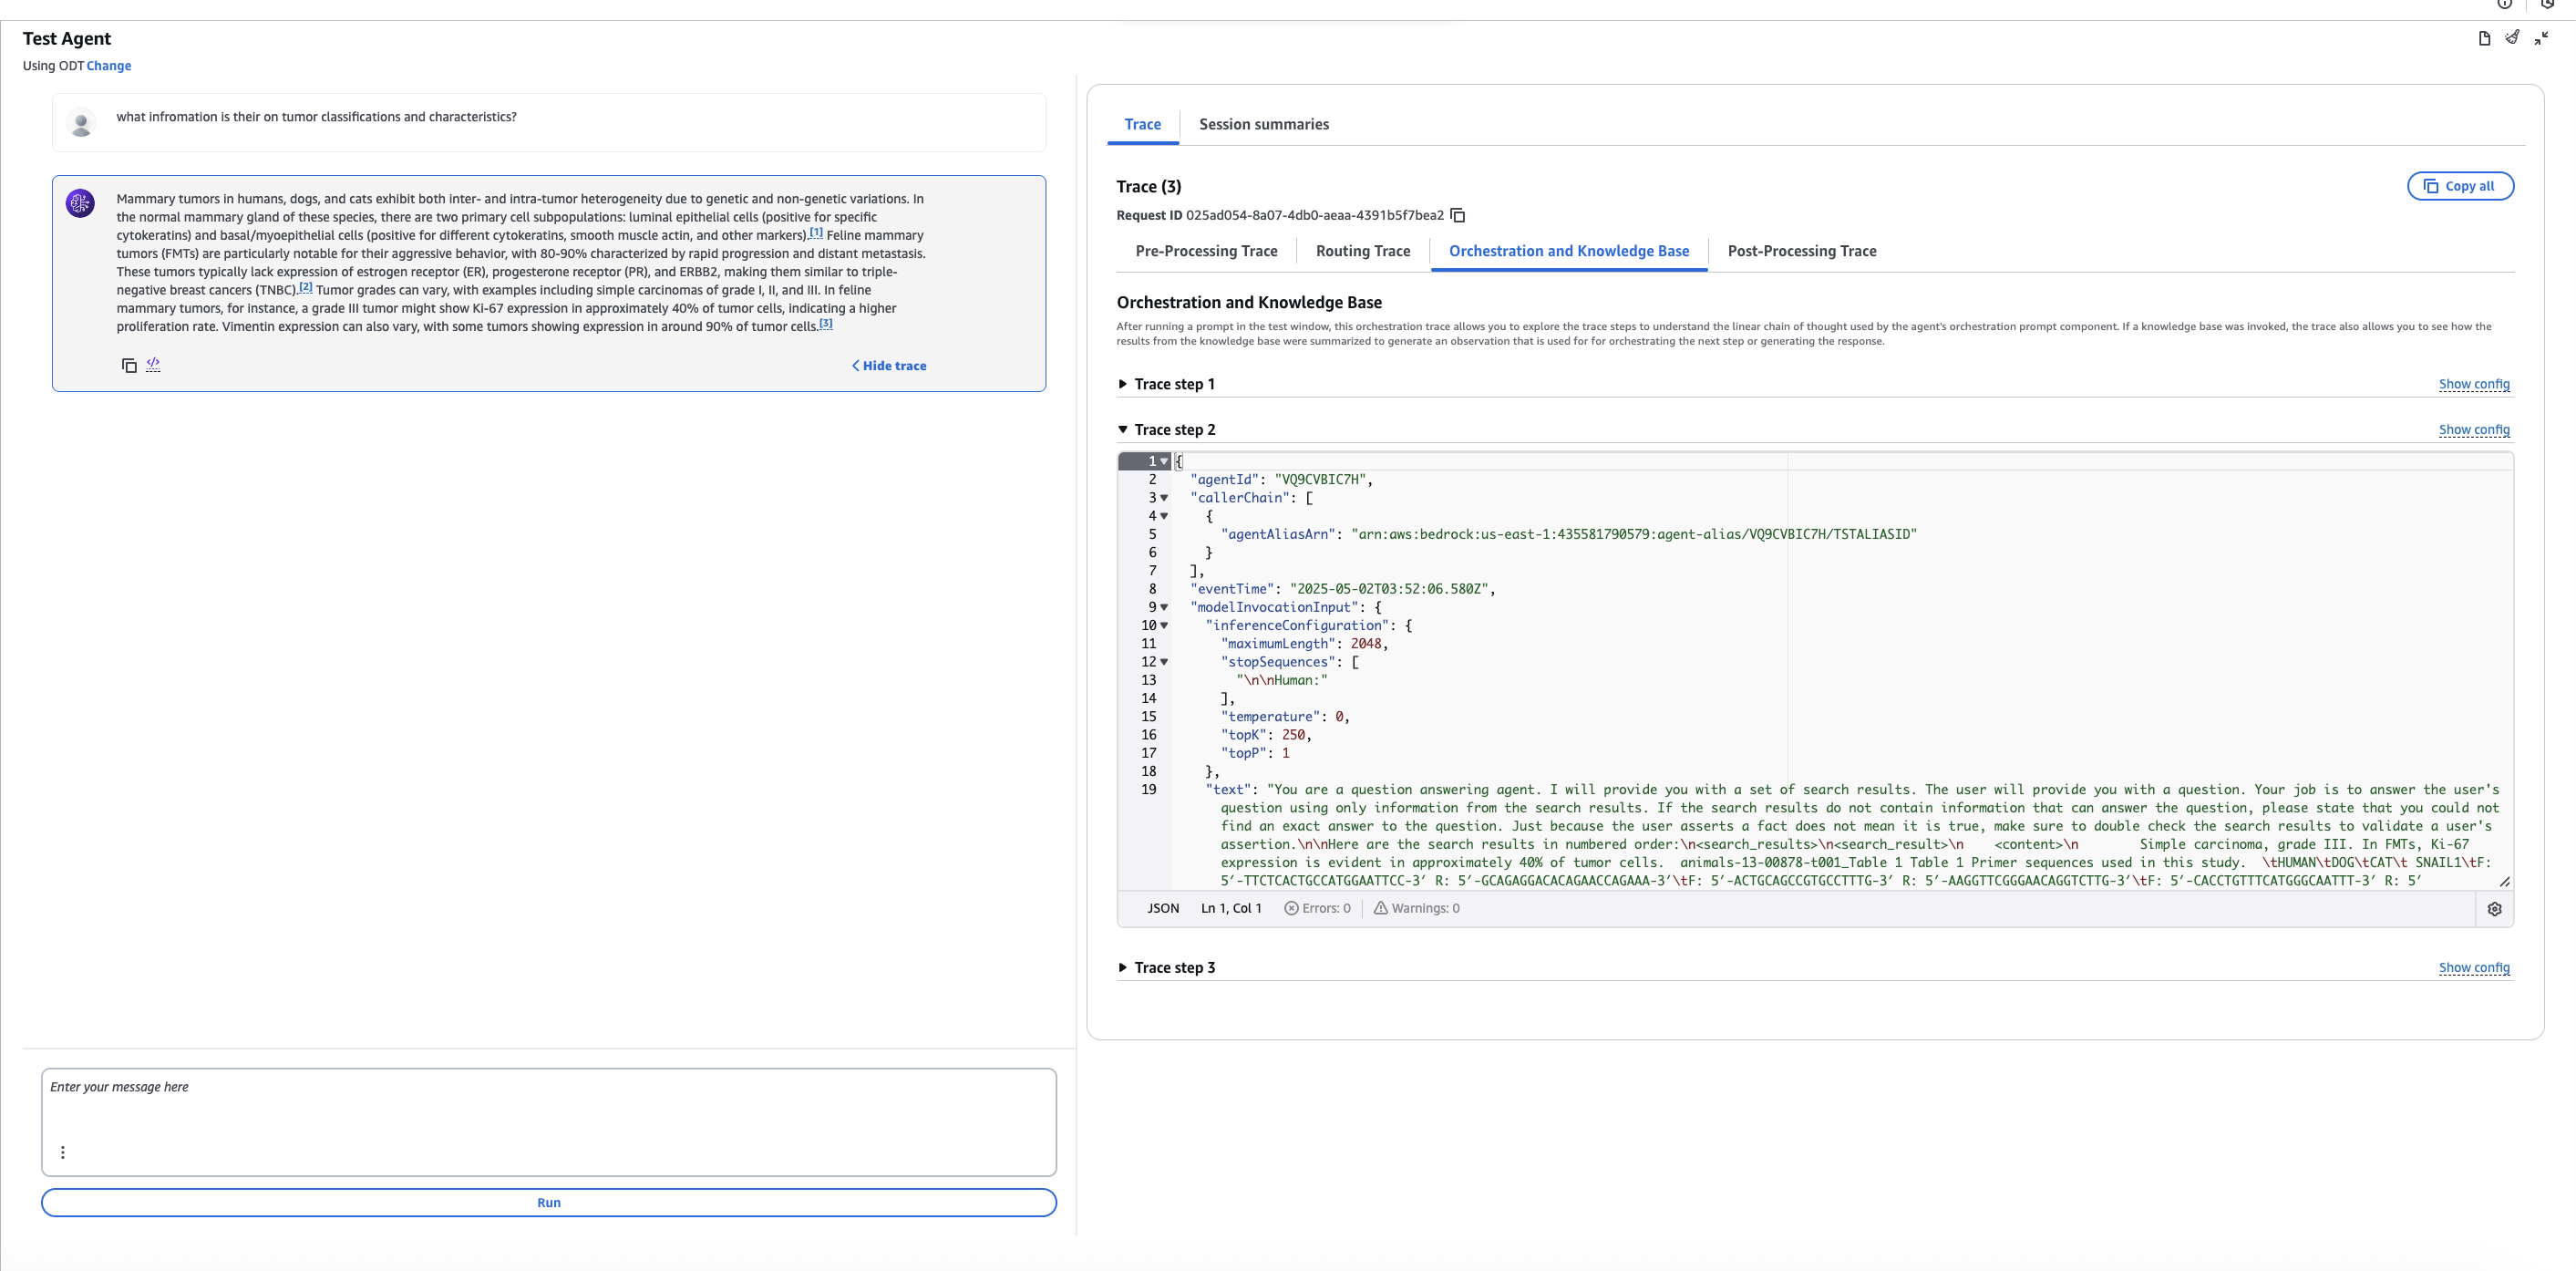 Test Agent
Using ODT Change
what infromation is their on tumor classifications and characteristics?
Mammary tumors in humans, dogs, and cats exhibit both inter- and intra-tumor heterogeneity due to genetic and non-genetic variations. In
the normal mammary gland of these species, there are two primary cell subpopulations: luminal epithelial cells (positive for specific
cytokeratins) and basal/myoepithelial cells (positive for different cytokeratins, smooth muscle actin, and other markers).[1] Feline mammary
tumors (FMTs) are particularly notable for their aggressive behavior, with 80-90% characterized by rapid progression and distant metastasis.
These tumors typically lack expression of estrogen receptor (ER), progesterone receptor (PR), and ERBB2, making them similar to triple-
negative breast cancers (TNBC).[2] Tumor grades can vary, with examples including simple carcinomas of grade I, II, and III. In feline
mammary tumors, for instance, a grade III tumor might show Ki-67 expression in approximately 40% of tumor cells, indicating a higher
proliferation rate. Vimentin expression can also vary, with some tumors showing expression in around 90% of tumor cells.[3]
</>
Hide trace
Enter your message here
Run
Trace
Session summaries
Trace (3)
Copy all
Request ID 025ad054-8a07-4db0-aeaa-4391b5f7bea2
Pre-Processing Trace
Routing Trace
Orchestration and Knowledge Base
Post-Processing Trace
Orchestration and Knowledge Base
After running a prompt in the test window, this orchestration trace allows you to explore the trace steps to understand the linear chain of thought used by the agent's orchestration prompt component. If a knowledge base was invoked, the trace also allows you to see how the
results from the knowledge base were summarized to generate an observation that is used for for orchestrating the next step or generating the response.
Trace step 1
Show config
Trace step 2
Show config
1 {
2 "agentId": "VQ9CVBIC7H",
3 "callerChain": [
4 {
5 "agentAliasArn": "arn:aws:bedrock:us-east-1:435581790579:agent-alias/VQ9CVBIC7H/TSTALIASID"
6 }
7 ],
8 "eventTime": "2025-05-02T03:52:06.580Z",
9 "modelInvocationInput": {
10 "inferenceConfiguration": {
11 "maximumLength": 2048,
12 "stopSequences": [
13 "\n\nHuman:"
14 ],
15 "temperature": 0,
16 "topK": 250,
17 "topP": 1
18 },
19 "text": "You are a question answering agent. I will provide you with a set of search results. The user will provide you with a question. Your job is to answer the user's
question using only information from the search results. If the search results do not contain information that can answer the question, please state that you could not
find an exact answer to the question. Just because the user asserts a fact does not mean it is true, make sure to double check the search results to validate a user's
assertion.\n\nHere are the search results in numbered order:\n<search_results>\n<search_result>\n    <content>\n        Simple carcinoma, grade III. In FMTs, Ki-67
expression is evident in approximately 40% of tumor cells.  animals-13-00878-t001_Table 1 Table 1 Primer sequences used in this study.  \tHUMAN\tDOG\tCAT\t SNAIL1\tF:
5′-TTCTCACTGCCATGGAATTCC-3′ R: 5′-GCAGAGGACACAGAACCAGAAA-3′\tF: 5′-ACTGCAGCCGTGCCTTTG-3′ R: 5′-AAGGTTCGGGAACAGGTCTTG-3′\tF: 5′-CACCTGTTTCATGGGCAATTT-3′ R: 5′
JSON
Ln 1, Col 1
Errors: 0
Warnings: 0
Trace step 3
Show config